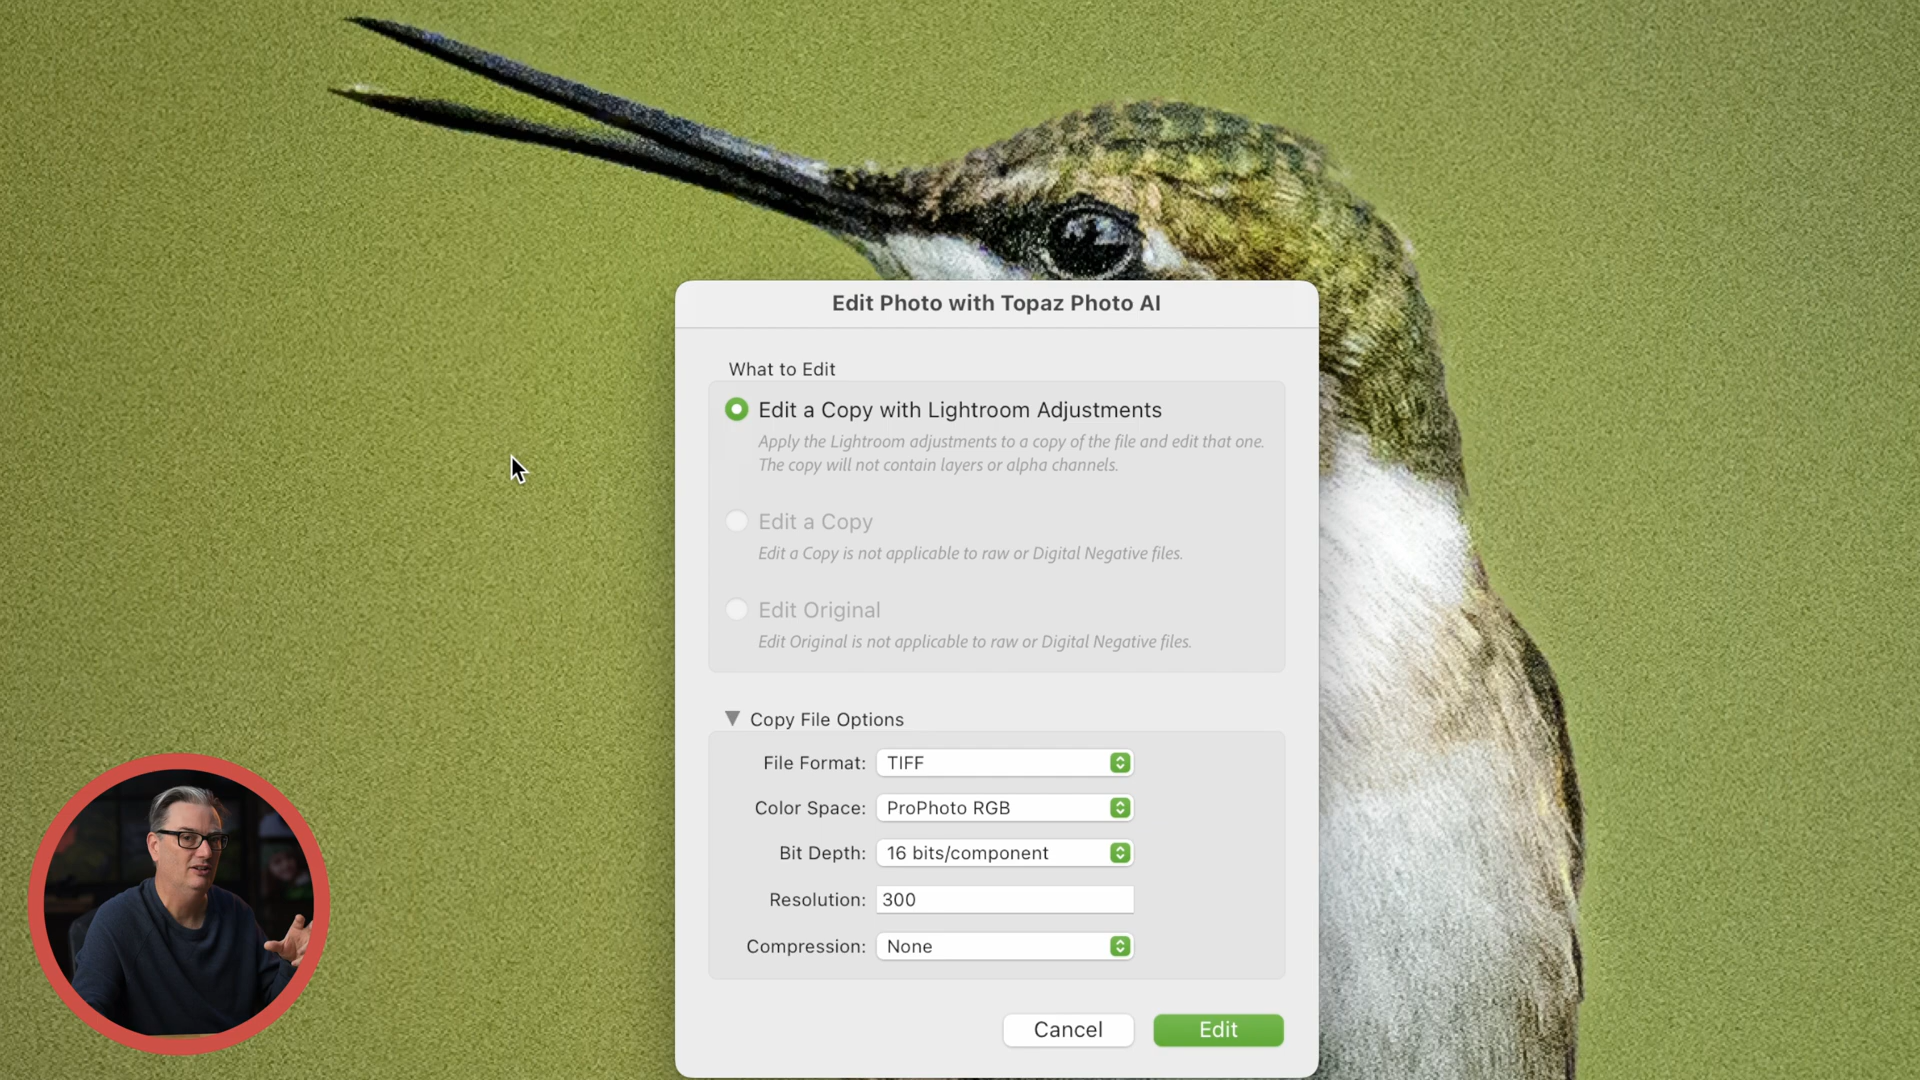 Edit Photo with Topaz Photo AI
What to Edit
Edit a Copy with Lightroom Adjustments
Apply the Lightroom adjustments to a copy of the file and edit that one.
The copy will not contain layers or alpha channels.
Edit a Copy
Edit a Copy is not applicable to raw or Digital Negative files.
Edit Original
Edit Original is not applicable to raw or Digital Negative files.
Copy File Options
File Format: TIFF
Color Space: ProPhoto RGB
Bit Depth: 16 bits/component
Resolution: 300
Compression: None
Cancel Edit